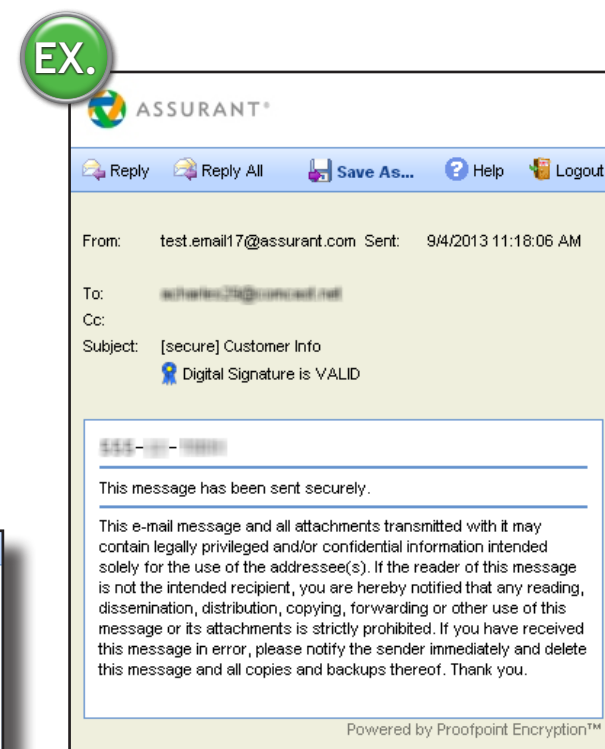 EX.
ASSURANT®
Reply Reply All Save As... Help Logout
From: test.email17@assurant.com Sent: 9/4/2013 11:18:06 AM
To:
Cc:
Subject: [secure] Customer Info
Digital Signature is VALID
This message has been sent securely.
This e-mail message and all attachments transmitted with it may
contain legally privileged and/or confidential information intended
solely for the use of the addressee(s). If the reader of this message
is not the intended recipient, you are hereby notified that any reading,
dissemination, distribution, copying, forwarding or other use of this
message or its attachments is strictly prohibited. If you have received
this message in error, please notify the sender immediately and delete
this message and all copies and backups thereof. Thank you.
Powered by Proofpoint Encryption™